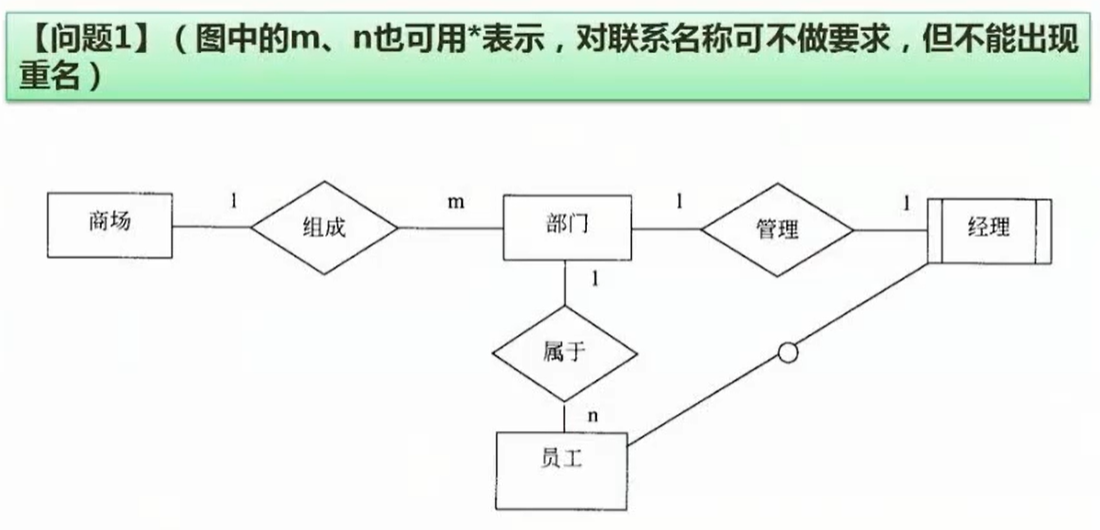 【问题1】（图中的m、n也可用*表示，对联系名称可不做要求，但不能出现
重名）
商场
1
组成
m
部门
1
管理
1
经理
1
属于
n
员工